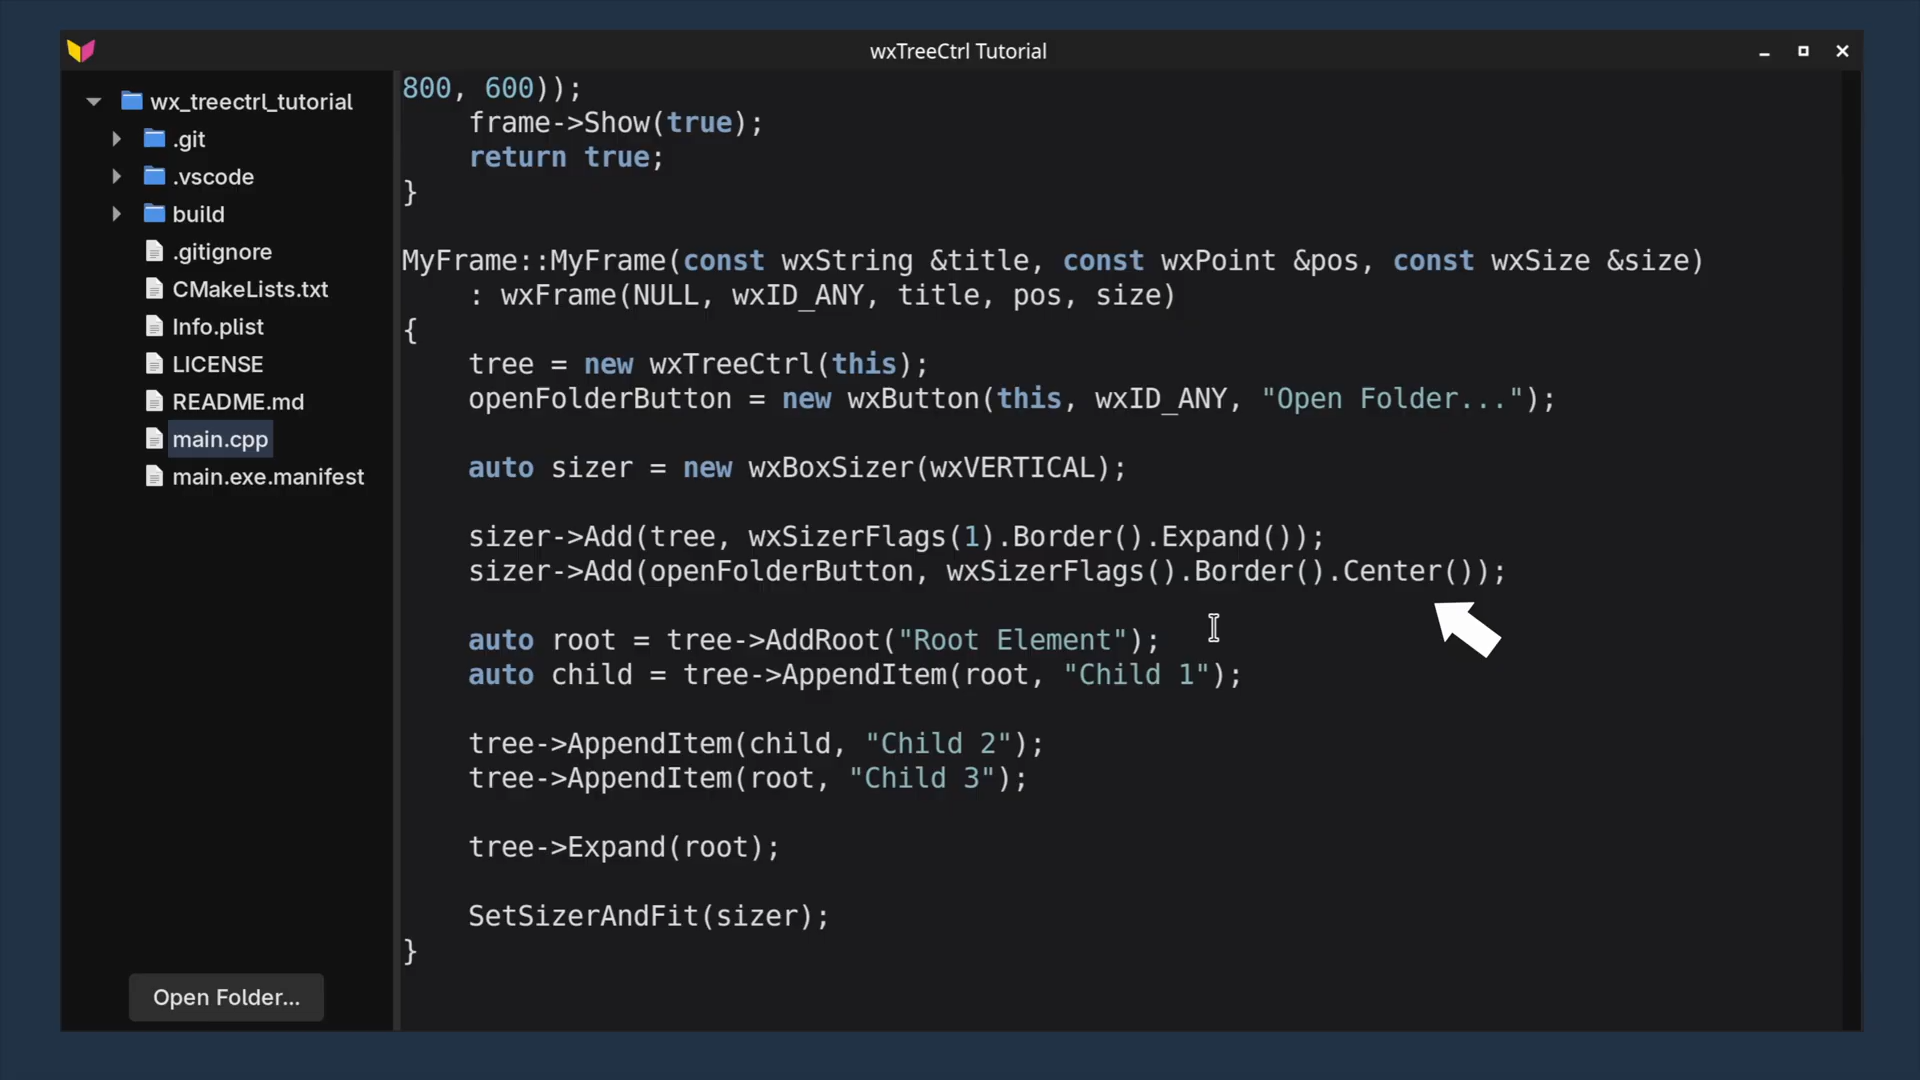 wxTreeCtrl Tutorial
wx_treectrl_tutorial
.git
.vscode
build
.gitignore
CMakeLists.txt
Info.plist
LICENSE
README.md
main.cpp
main.exe.manifest
Open Folder...
800, 600));
    frame->Show(true);
    return true;
}
MyFrame::MyFrame(const wxString &title, const wxPoint &pos, const wxSize &size)
    : wxFrame(NULL, wxID_ANY, title, pos, size)
{
    tree = new wxTreeCtrl(this);
    openFolderButton = new wxButton(this, wxID_ANY, "Open Folder...");
    auto sizer = new wxBoxSizer(wxVERTICAL);
    sizer->Add(tree, wxSizerFlags(1).Border().Expand());
    sizer->Add(openFolderButton, wxSizerFlags().Border().Center());
    auto root = tree->AddRoot("Root Element");
    auto child = tree->AppendItem(root, "Child 1");
    tree->AppendItem(child, "Child 2");
    tree->AppendItem(root, "Child 3");
    tree->Expand(root);
    SetSizerAndFit(sizer);
}